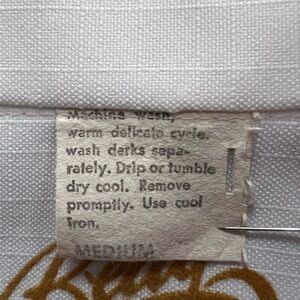 Machine wash,
warm delicate cycle,
wash darks sepa-
rately. Drip or tumble
dry cool. Remove
promptly. Use cool
iron.
MEDIUM